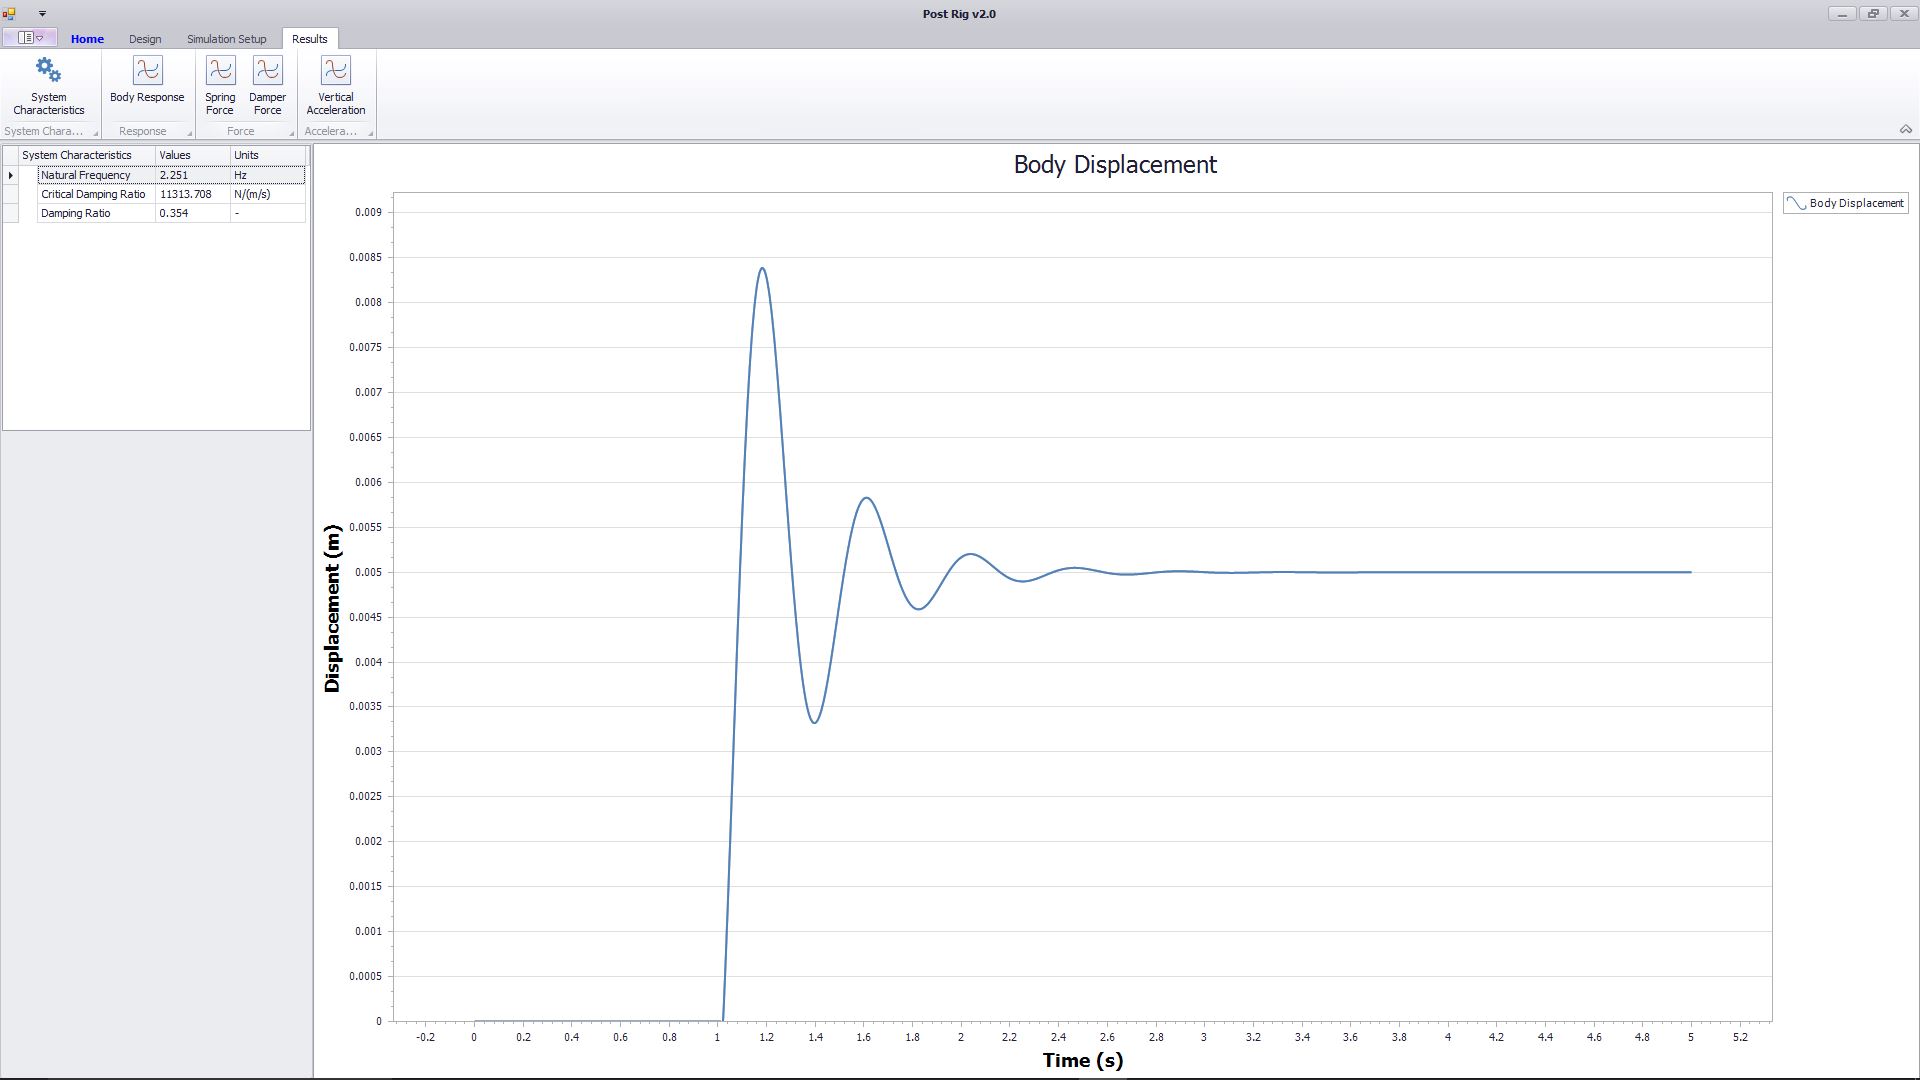 Post Rig v2.0
Home Design Simulation Setup Results
System Characteristics
Body Response
Spring Force
Damper Force
Vertical Acceleration
System Chara... Response Force Accelera...
System Characteristics Values Units
Natural Frequency 2.251 Hz
Critical Damping Ratio 11313.708 N/(m/s)
Damping Ratio 0.354 -
Body Displacement
Body Displacement
0.009
0.0085
0.008
0.0075
0.007
0.0065
0.006
0.0055
0.005
0.0045
0.004
0.0035
0.003
0.0025
0.002
0.0015
0.001
0.0005
0
Displacement (m)
-0.2 0 0.2 0.4 0.6 0.8 1 1.2 1.4 1.6 1.8 2 2.2 2.4 2.6 2.8 3 3.2 3.4 3.6 3.8 4 4.2 4.4 4.6 4.8 5 5.2
Time (s)